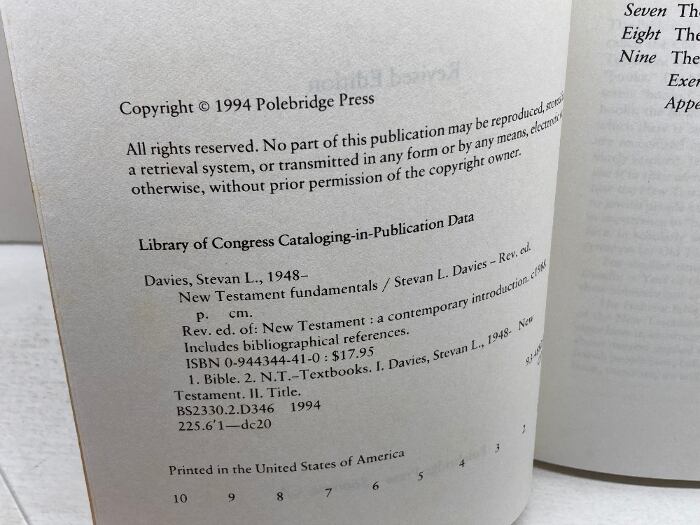 Copyright © 1994 Polebridge Press
All rights reserved. No part of this publication may be reproduced,
a retrieval system, or transmitted in any form or by any means, electronic
otherwise, without prior permission of the copyright owner.
Library of Congress Cataloging-in-Publication Data
Davies, Stevan L., 1948–
New Testament fundamentals / Stevan L. Davies – Rev. ed.
p. cm.
Rev. ed. of: New Testament : a contemporary introduction.
Includes bibliographical references.
ISBN 0-944344-41-0 : $17.95
1. Bible. 2. N.T.–Textbooks. I. Davies, Stevan L., 1948- New
Testament. II. Title.
BS2330.2.D346 1994
225.6'1—dc20
Printed in the United States of America
10 9 8 7 6 5 4 3 2
Seven The
Eight The
Nine The
Exer
Appe
Revised Edition